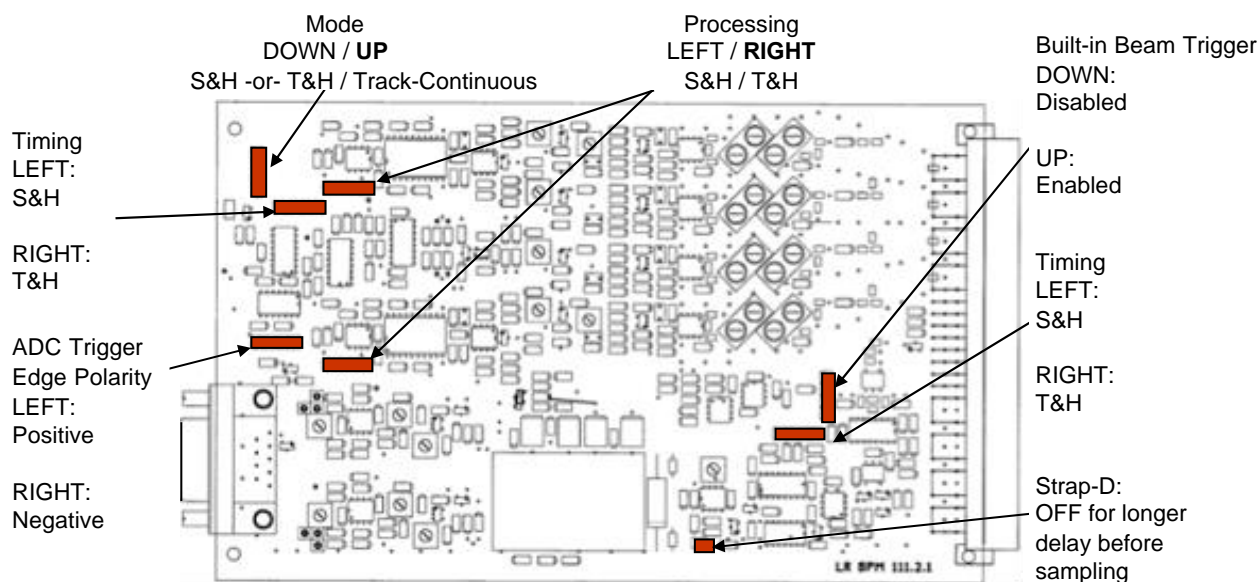 Mode
DOWN / UP
S&H -or- T&H / Track-Continuous
Processing
LEFT / RIGHT
S&H / T&H
Built-in Beam Trigger
DOWN:
Disabled
UP:
Enabled
Timing
LEFT:
S&H
RIGHT:
T&H
ADC Trigger
Edge Polarity
LEFT:
Positive
RIGHT:
Negative
Timing
LEFT:
S&H
RIGHT:
T&H
Strap-D:
OFF for longer
delay before
sampling
LR BPM 111.2.1